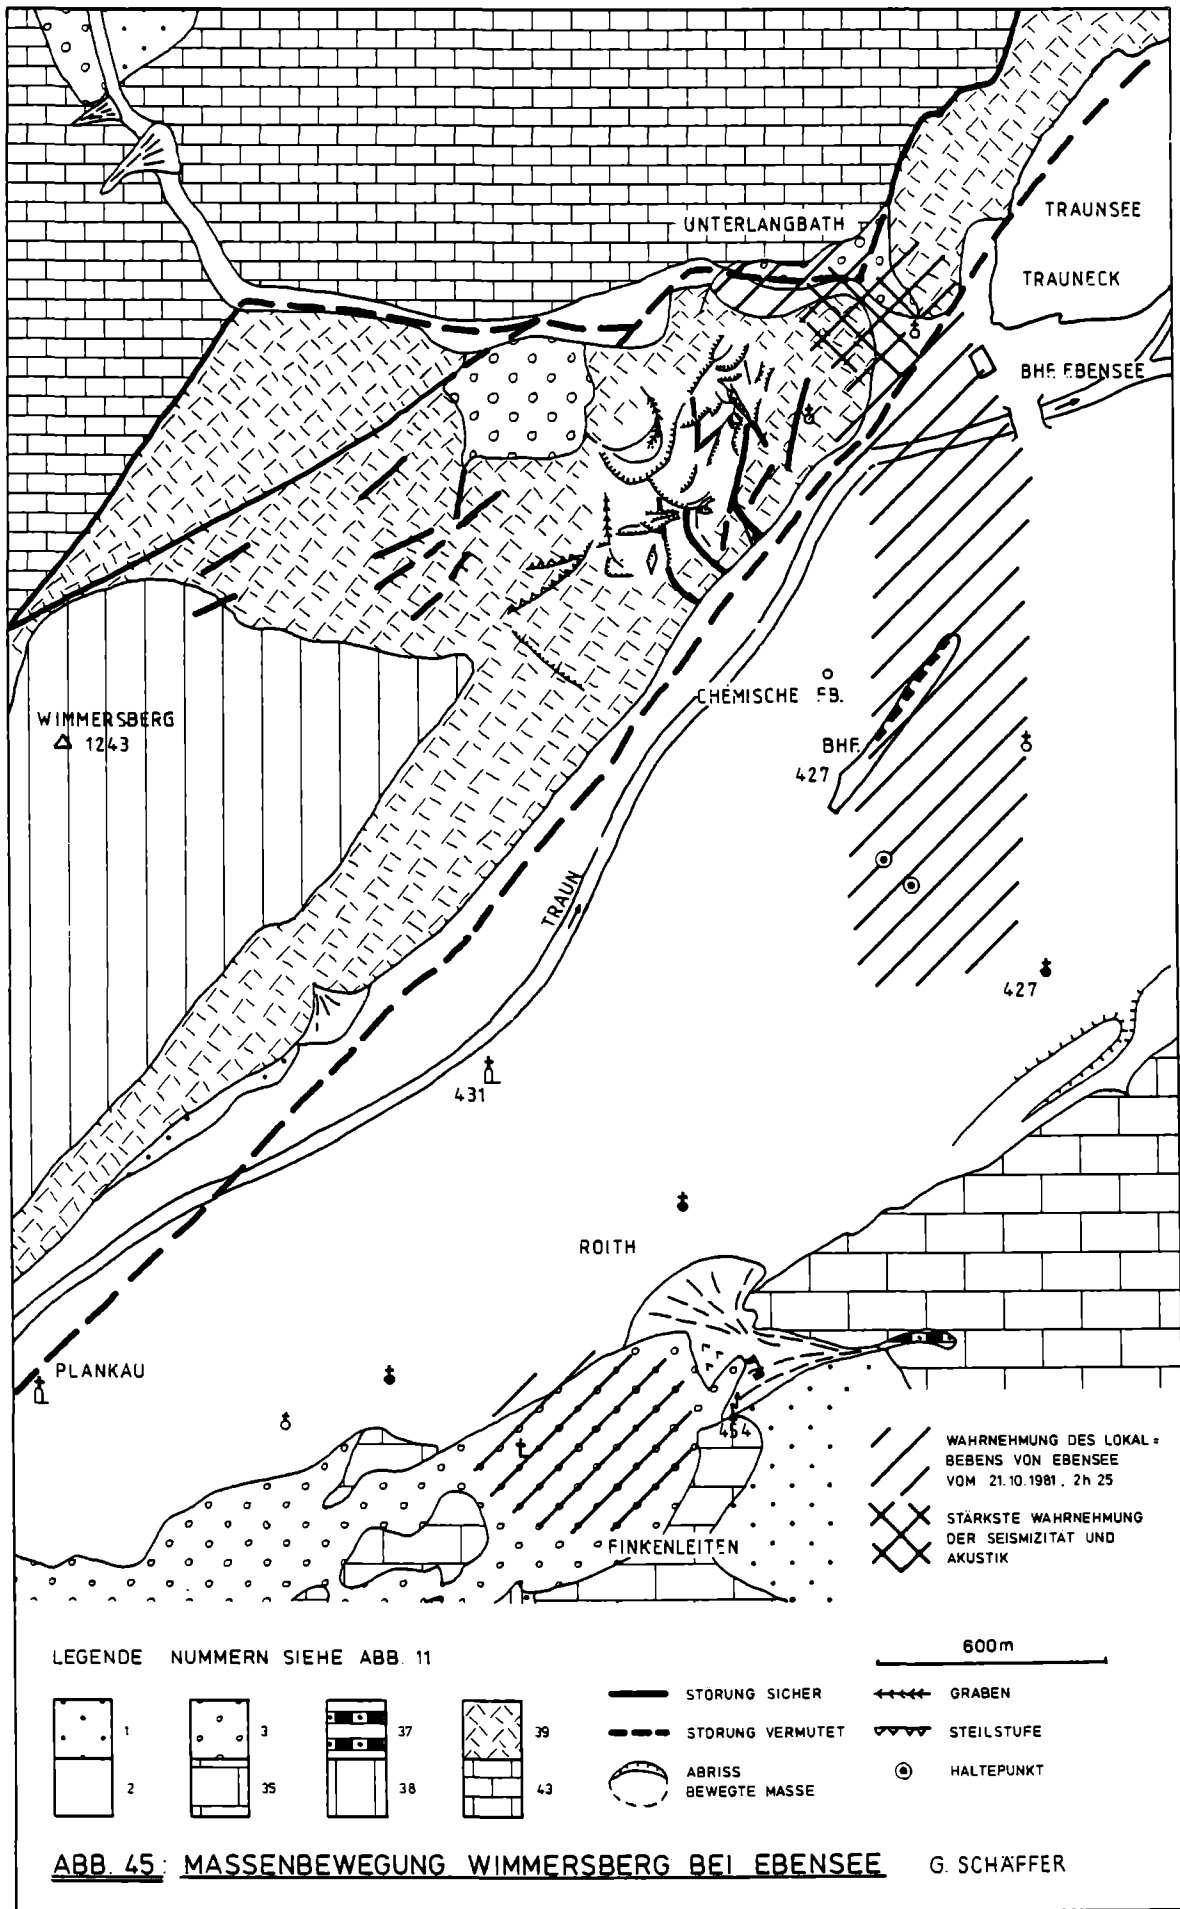 UNTERLANGBATH
TRAUNSEE
TRAUNECK
BHF. EBENSEE
WIMMERSBERG
1243
CHEMISCHE FB.
BHF.
427
TRAUN
427
431
ROITH
PLANKAU
454
FINKENLEITEN
WAHRNEHMUNG DES LOKAL=
BEBENS VON EBENSEE
VOM 21.10.1981, 2h 25
STÄRKSTE WAHRNEHMUNG
DER SEISMIZITÄT UND
AKUSTIK
LEGENDE NUMMERN SIEHE ABB. 11
600m
1
2
3
35
37
38
39
43
STÖRUNG SICHER
STÖRUNG VERMUTET
ABRISS
BEWEGTE MASSE
GRABEN
STEILSTUFE
HALTEPUNKT
ABB. 45: MASSENBEWEGUNG WIMMERSBERG BEI EBENSEE G. SCHÄFFER